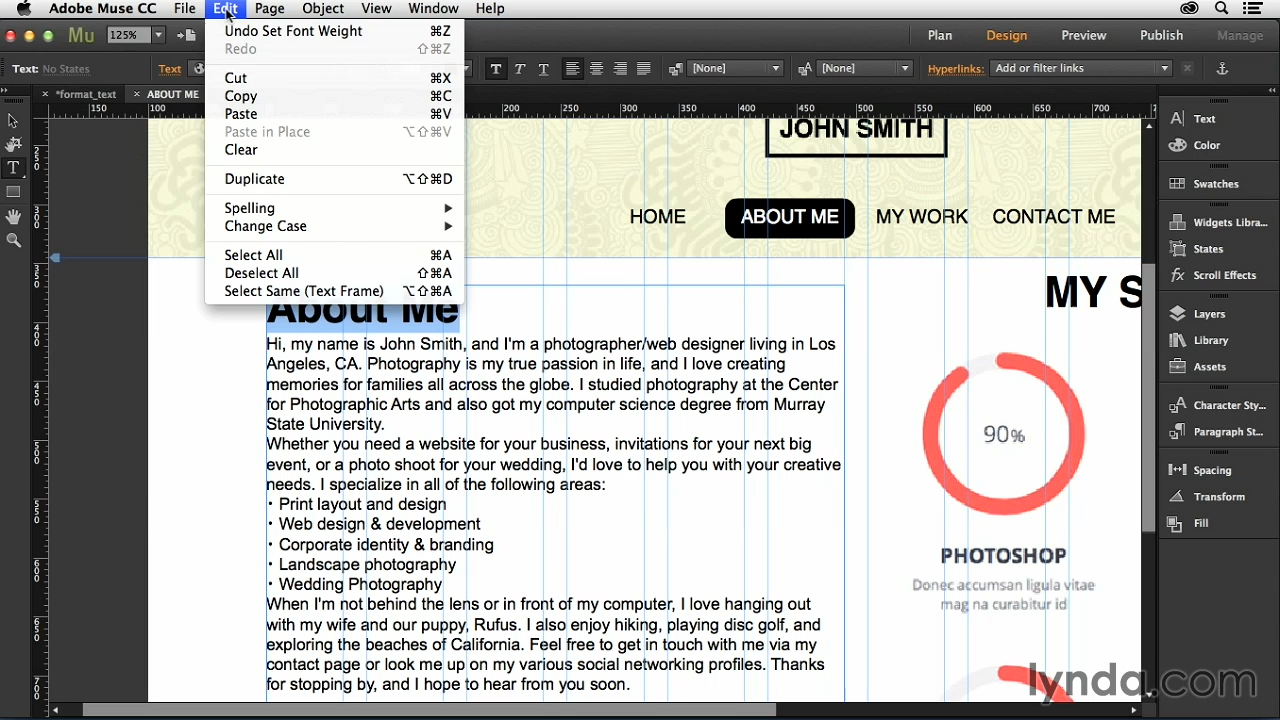 Adobe Muse CC File Edit Page Object View Window Help
Mu 125% Plan Design Preview Publish Manage
Text: No States Text [None] [None] Hyperlinks: Add or filter links
× *format_text × ABOUT ME
150 100 200 250 300 350 400 450 500 550 600 650 700 750
250
300
350
400
450
500
550
600
650
700
Undo Set Font Weight ⌘Z
Redo ⇧⌘Z
Cut ⌘X
Copy ⌘C
Paste ⌘V
Paste in Place ⌥⇧⌘V
Clear
Duplicate ⌥⇧⌘D
Spelling
Change Case
Select All ⌘A
Deselect All ⇧⌘A
Select Same (Text Frame) ⌥⇧⌘A
JOHN SMITH
HOME ABOUT ME MY WORK CONTACT ME
About Me
Hi, my name is John Smith, and I'm a photographer/web designer living in Los
Angeles, CA. Photography is my true passion in life, and I love creating
memories for families all across the globe. I studied photography at the Center
for Photographic Arts and also got my computer science degree from Murray
State University.
Whether you need a website for your business, invitations for your next big
event, or a photo shoot for your wedding, I'd love to help you with your creative
needs. I specialize in all of the following areas:
• Print layout and design
• Web design & development
• Corporate identity & branding
• Landscape photography
• Wedding Photography
When I'm not behind the lens or in front of my computer, I love hanging out
with my wife and our puppy, Rufus. I also enjoy hiking, playing disc golf, and
exploring the beaches of California. Feel free to get in touch with me via my
contact page or look me up on my various social networking profiles. Thanks
for stopping by, and I hope to hear from you soon.
MY S
90%
PHOTOSHOP
Donec accumsan ligula vitae
mag na curabitur id
Text
Color
Swatches
Widgets Libra...
States
Scroll Effects
Layers
Library
Assets
Character Sty...
Paragraph St...
Spacing
Transform
Fill
lynda.com